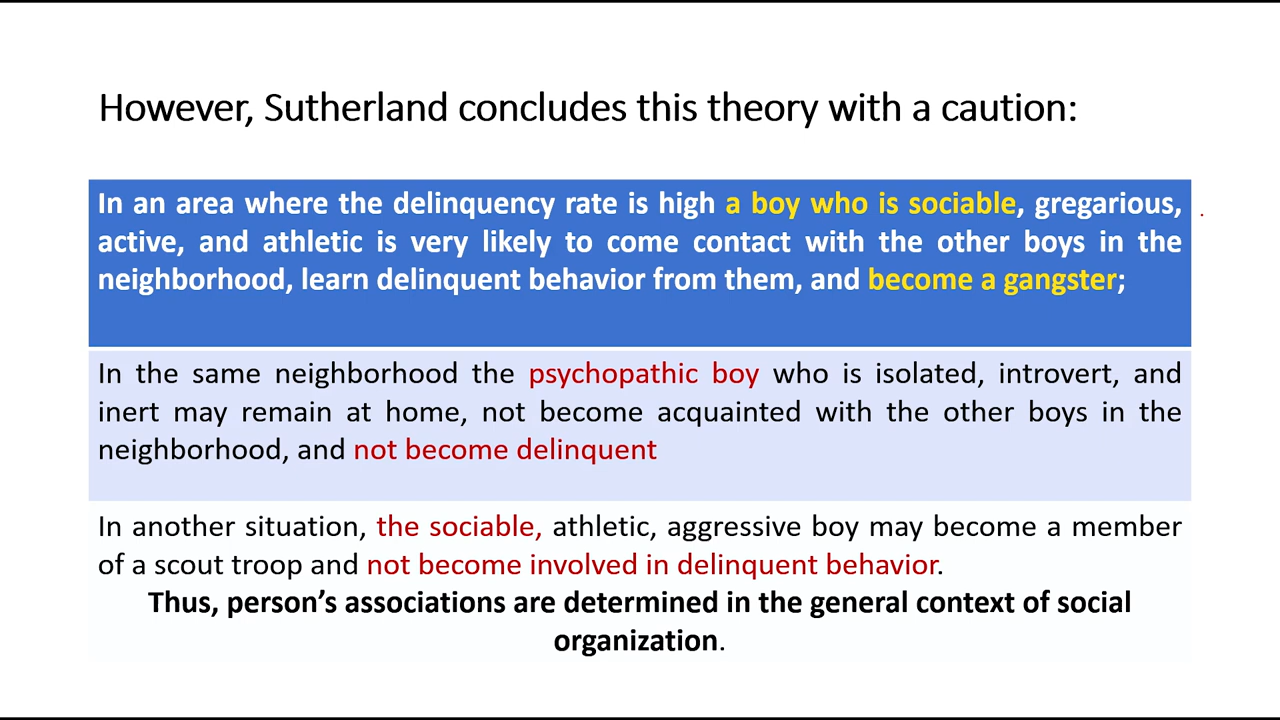 However, Sutherland concludes this theory with a caution:
In an area where the delinquency rate is high a boy who is sociable, gregarious,
active, and athletic is very likely to come contact with the other boys in the
neighborhood, learn delinquent behavior from them, and become a gangster;
In the same neighborhood the psychopathic boy who is isolated, introvert, and
inert may remain at home, not become acquainted with the other boys in the
neighborhood, and not become delinquent
In another situation, the sociable, athletic, aggressive boy may become a member
of a scout troop and not become involved in delinquent behavior.
Thus, person’s associations are determined in the general context of social
organization.